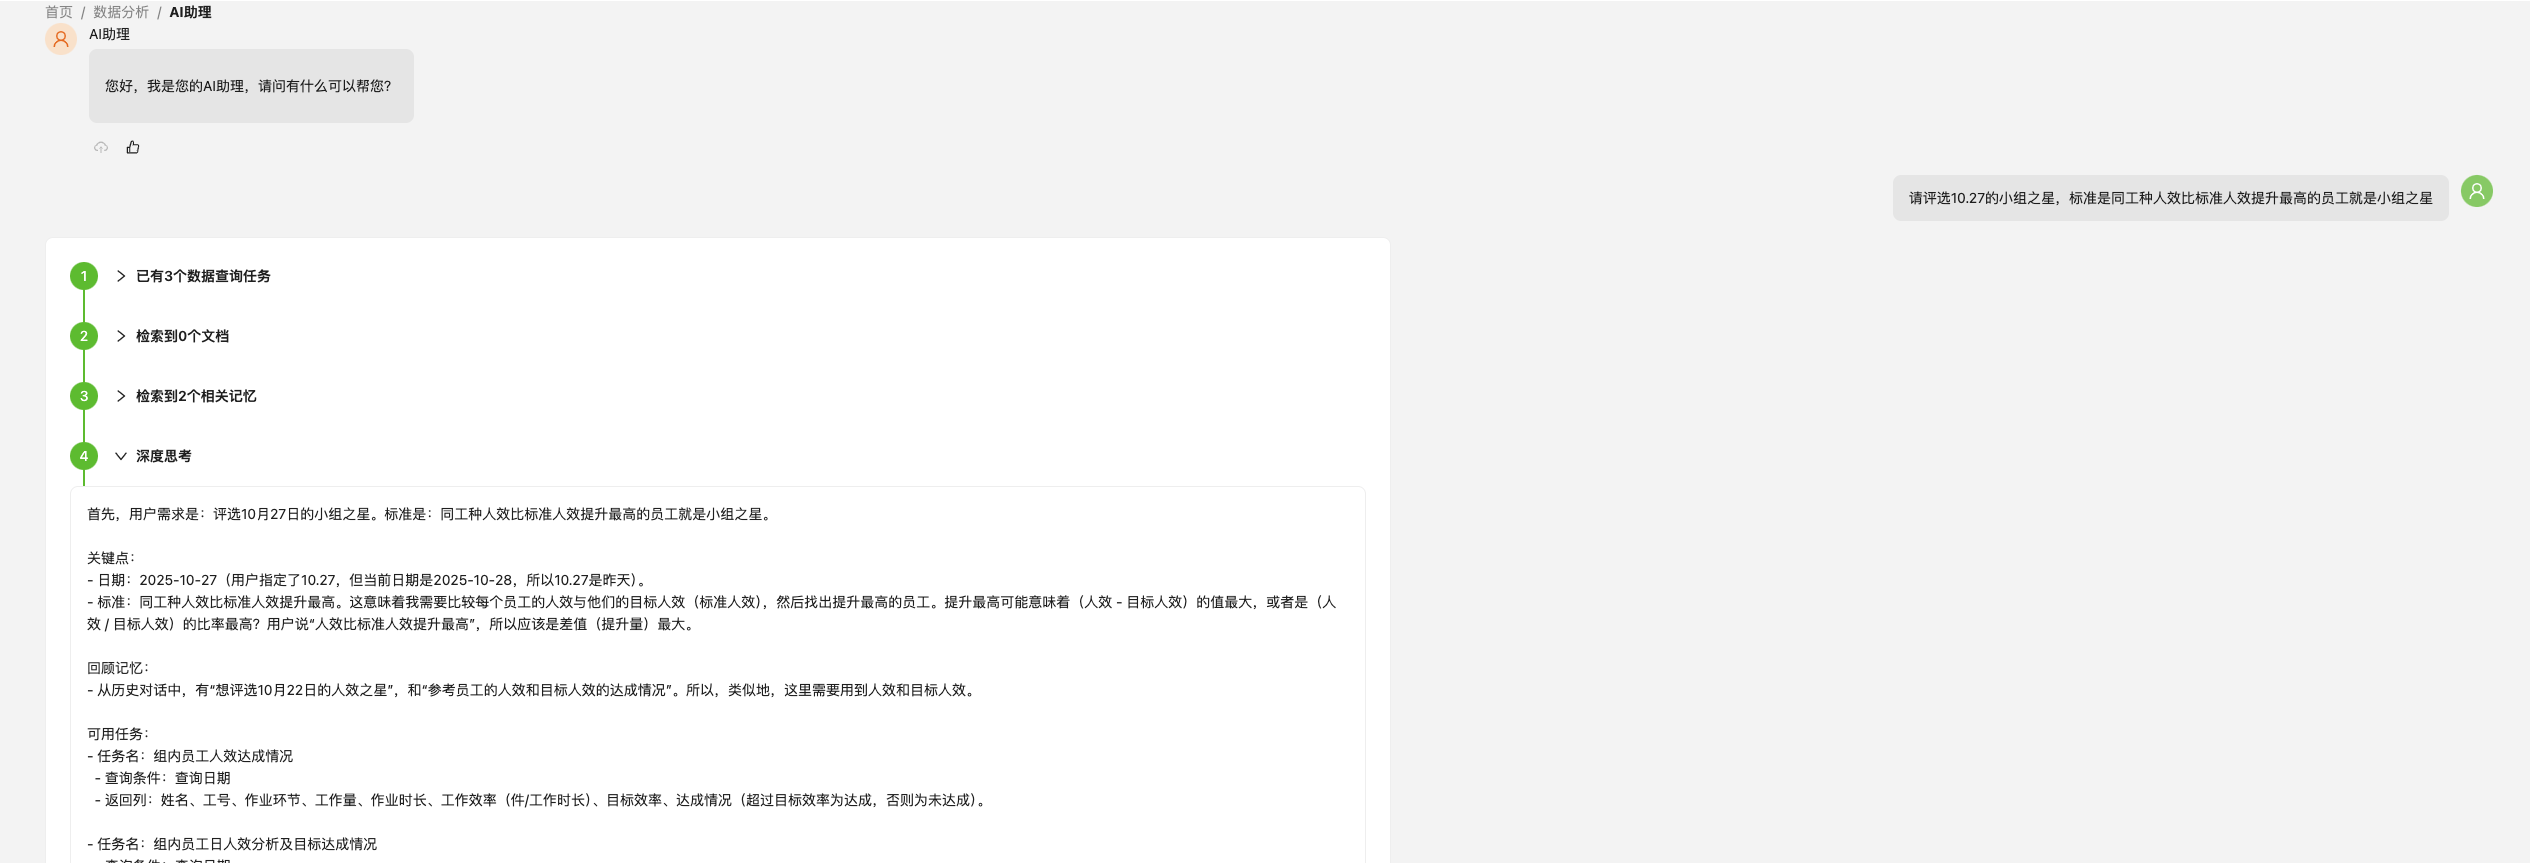 首页 / 数据分析 / AI助理
AI助理
您好，我是您的AI助理，请问有什么可以帮您?
请评选10.27的小组之星，标准是同工种人效比标准人效提升最高的员工就是小组之星
1 已有3个数据查询任务
2 检索到0个文档
3 检索到2个相关记忆
4 深度思考
首先，用户需求是：评选10月27日的小组之星。标准是：同工种人效比标准人效提升最高的员工就是小组之星。
关键点：
- 日期：2025-10-27（用户指定了10.27，但当前日期是2025-10-28，所以10.27是昨天）。
- 标准：同工种人效比标准人效提升最高。这意味着我需要比较每个员工的人效与他们的目标人效（标准人效），然后找出提升最高的员工。提升最高可能意味着（人效 - 目标人效）的值最大，或者是（人
效 / 目标人效）的比率最高？用户说“人效比标准人效提升最高”，所以应该是差值（提升量）最大。
回顾记忆：
- 从历史对话中，有“想评选10月22日的人效之星”，和“参考员工的人效和目标人效的达成情况”。所以，类似地，这里需要用到人效和目标人效。
可用任务：
- 任务名：组内员工人效达成情况
- 查询条件：查询日期
- 返回列：姓名、工号、作业环节、工作量、作业时长、工作效率（件/工作时长）、目标效率、达成情况（超过目标效率为达成，否则为未达成）。
- 任务名：组内员工日人效分析及目标达成情况